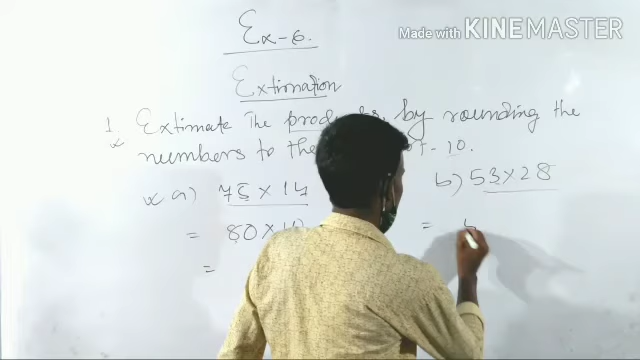 Made with KINEMASTER
Ex-6.
Extimation
1 Extimate The by rounding the
numbers to the 10.
a) 75 × 14 b) 53×28
= 80× =
=